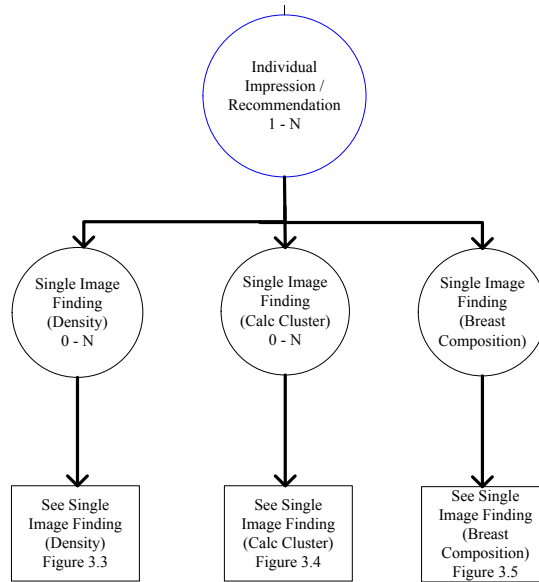 Individual
Impression /
Recommendation
1 - N
Single Image
Finding
(Density)
0 - N
Single Image
Finding
(Calc Cluster)
0 - N
Single Image
Finding
(Breast
Composition)
See Single
Image Finding
(Density)
Figure 3.3
See Single
Image Finding
(Calc Cluster)
Figure 3.4
See Single
Image Finding
(Breast
Composition)
Figure 3.5